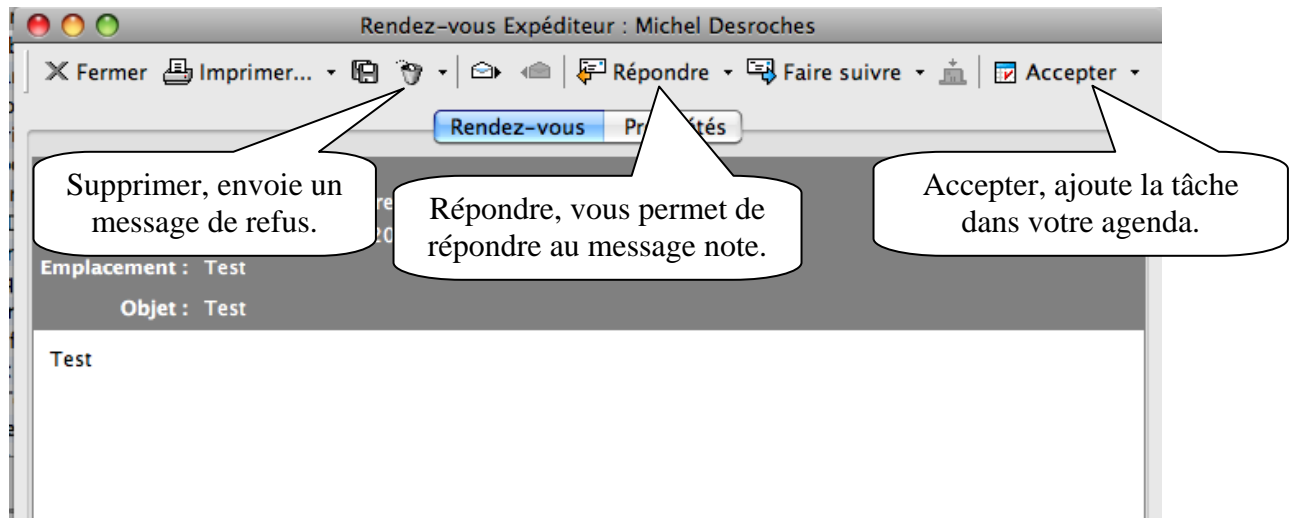 Rendez-vous Expéditeur : Michel Desroches
Fermer Imprimer... Répondre Faire suivre Accepter
Rendez-vous
Supprimer, envoie un
message de refus.
Répondre, vous permet de
répondre au message note.
Accepter, ajoute la tâche
dans votre agenda.
Emplacement : Test
Objet : Test
Test